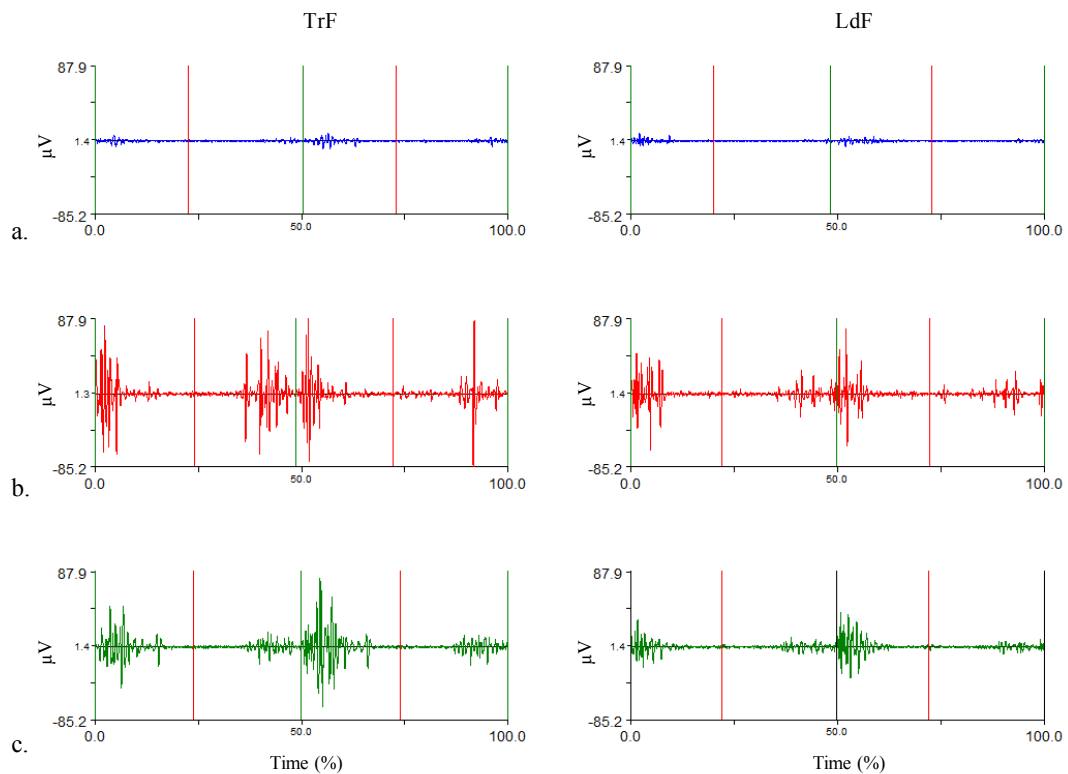 TrF LdF
87.9 87.9
µV 1.4 µV 1.4
-85.2 -85.2
a. 0.0 50.0 100.0 0.0 50.0 100.0
87.9 87.9
µV 1.3 µV 1.3
-85.2 -85.2
b. 0.0 50.0 100.0 0.0 50.0 100.0
87.9 87.9
µV 1.4 µV 1.4
-85.2 -85.2
c. 0.0 50.0 100.0 0.0 50.0 100.0
Time (%) Time (%)